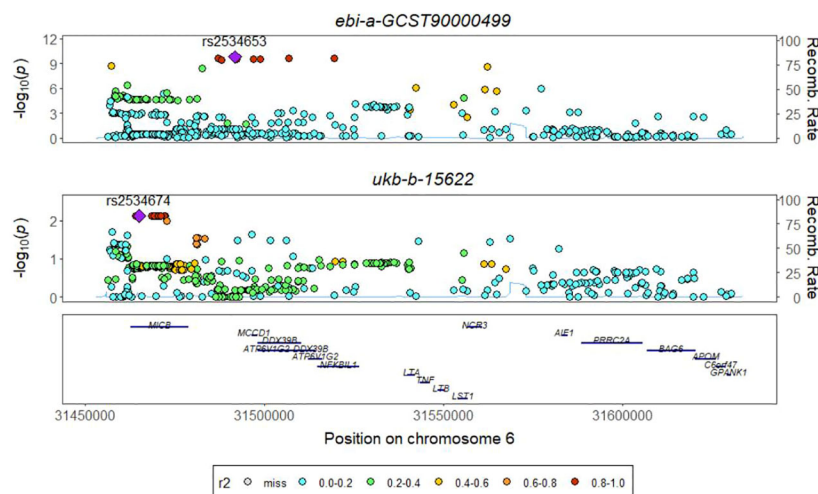 ebi-a-GCST90000499
rs2534653
12
9
6
3
0
-log10(p)
100
75
50
25
0
Recomb. Rate
ukb-b-15622
rs2534674
2
1
0
-log10(p)
100
75
50
25
0
Recomb. Rate
MICB
NCR3
MCCD1
AIF1
DDX39B
PRRC2A
ATP6V1G2-DDX39B
BAG6
ATP6V1G2
APOM
NFKBIL1
C6orf47
LTA
GPANK1
TNF
LTB
LST1
31450000
31500000
31550000
31600000
Position on chromosome 6
r2 miss 0.0-0.2 0.2-0.4 0.4-0.6 0.6-0.8 0.8-1.0